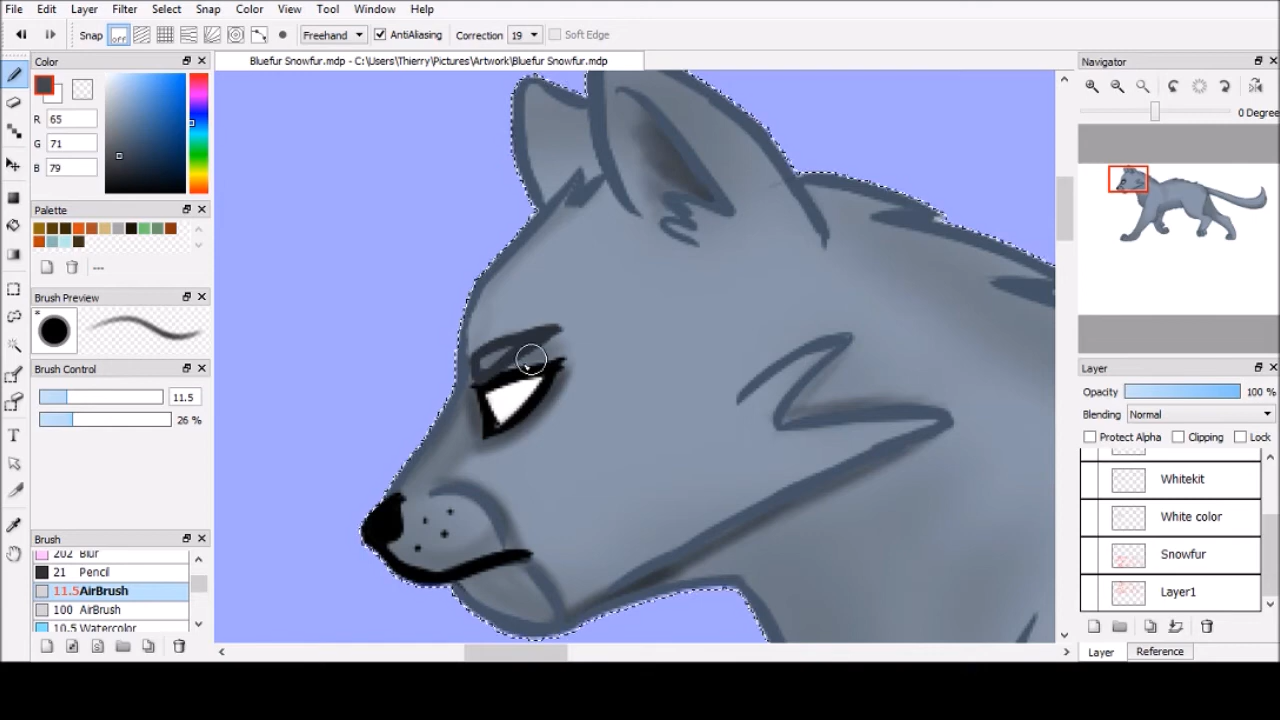 File Edit Layer Filter Select Snap Color View Tool Window Help
Snap off Freehand AntiAliasing Correction 19 Soft Edge
Color
Bluefur Snowfur.mdp - C:\Users\Thierry\Pictures\Artwork\Bluefur Snowfur.mdp
Navigator
R 65
G 71
B 79
0 Degree
Palette
---
Brush Preview
*
Brush Control
11.5
26 %
Layer
Opacity 100 %
Blending Normal
Protect Alpha Clipping Lock
Whitekit
White color
Snowfur
Layer1
Brush
202 Blur
21 Pencil
11.5 AirBrush
100 AirBrush
10.5 Watercolor
Layer Reference